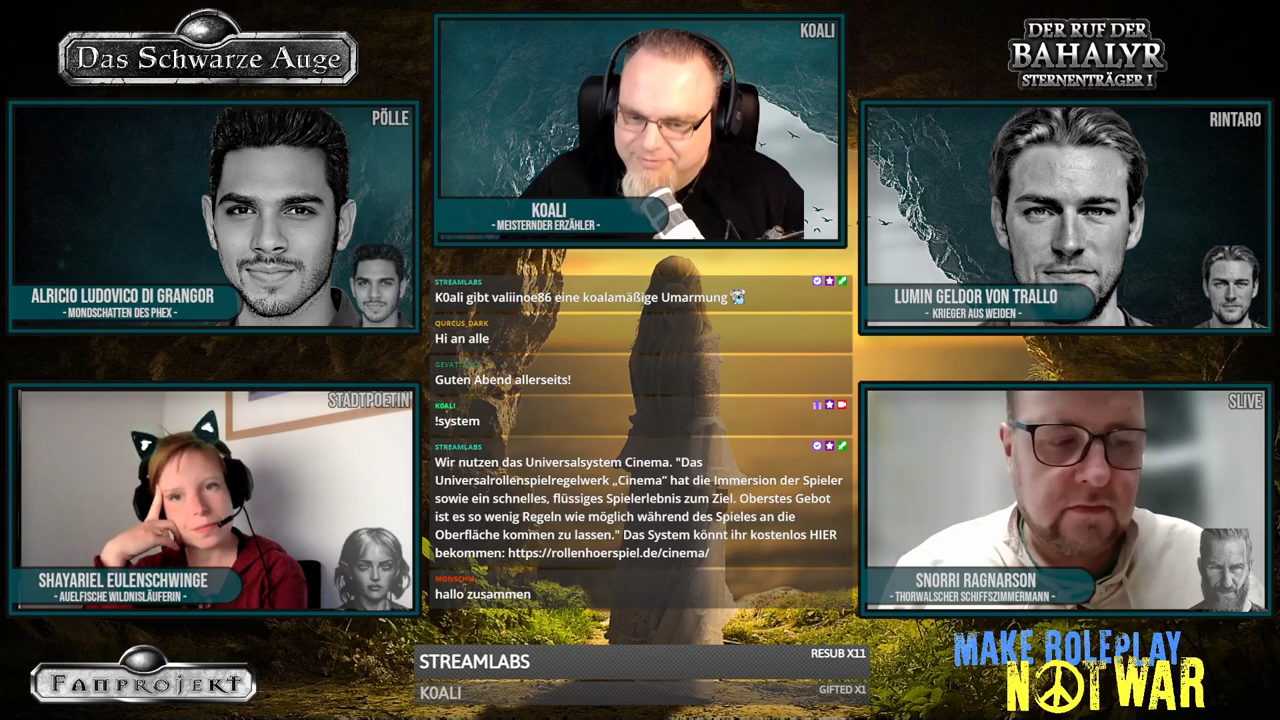 Das Schwarze Auge
KOALI
DER RUF DER
BAHALYR
STERNENTRÄGER I
PÖLLE
RINTARO
KOALI
- MEISTERNDER ERZÄHLER -
ALRICIO LUDOVICO DI GRANGOR
- MONDSCHATTEN DES PHEX -
LUMIN GELDOR VON TRALLO
- KRIEGER AUS WEIDEN -
STREAMLABS
K0ali gibt valiinoe86 eine koalamäßige Umarmung
QURCUS_DARK
Hi an alle
Guten Abend allerseits!
K0ALI
!system
STREAMLABS
Wir nutzen das Universalsystem Cinema. "Das
Universalrollenspielregelwerk „Cinema“ hat die Immersion der Spieler
sowie ein schnelles, flüssiges Spielerlebnis zum Ziel. Oberstes Gebot
ist es so wenig Regeln wie möglich während des Spieles an die
Oberfläche kommen zu lassen." Das System könnt ihr kostenlos HIER
bekommen: https://rollenhoerspiel.de/cinema/
hallo zusammen
STADTPOETIN
SLIVE
SHAYARIEL EULENSCHWINGE
- AUELFISCHE WILDNISLÄUFERIN -
SNORRI RAGNARSON
- THORWALSCHER SCHIFFSZIMMERMANN -
FANPROJEKT
STREAMLABS
RESUB X11
KOALI
GIFTED X1
MAKE ROLEPLAY
NOT WAR